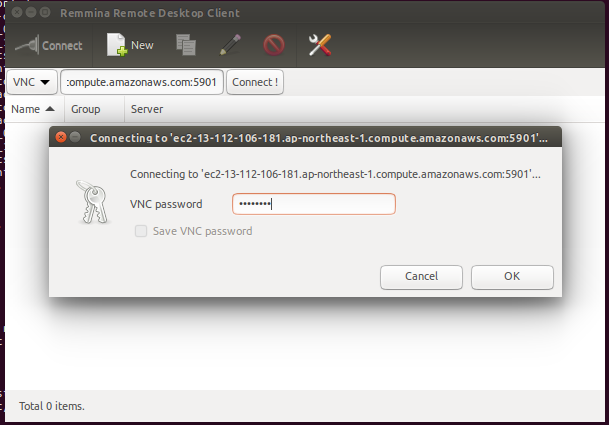 Remmina Remote Desktop Client
Connect New
VNC :ompute.amazonaws.com:5901 Connect !
Name Group Server
Connecting to 'ec2-13-112-106-181.ap-northeast-1.compute.amazonaws.com:5901'...
Connecting to 'ec2-13-112-106-181.ap-northeast-1.compute.amazonaws.com:5901'...
VNC password ••••••••
Save VNC password
Cancel OK
Total 0 items.